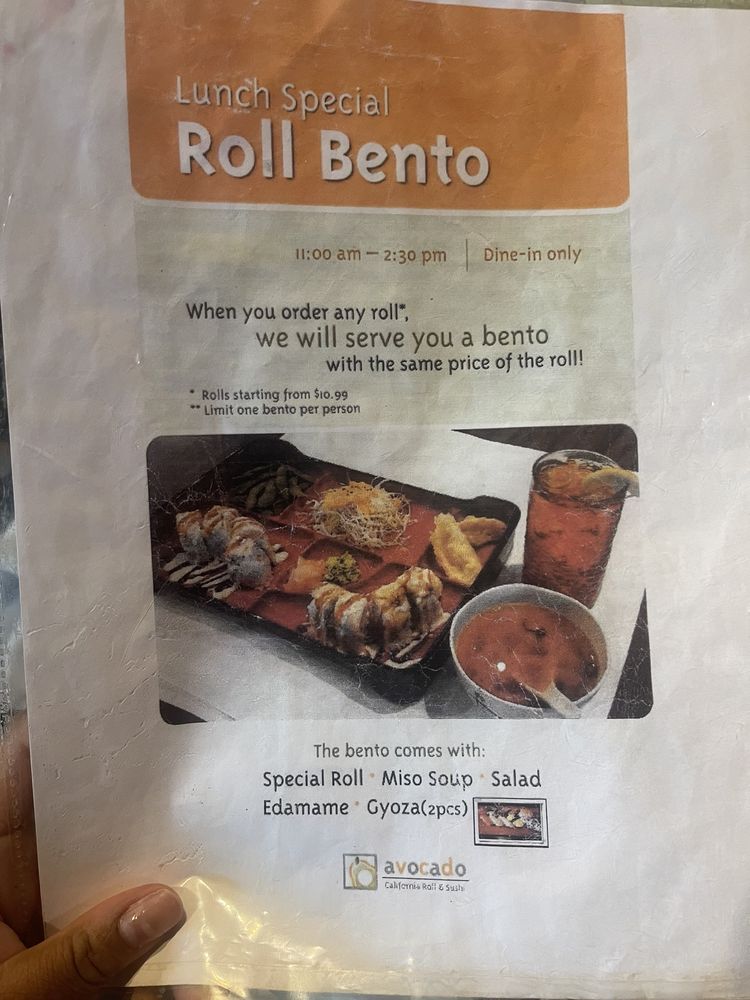 Lunch Special
Roll Bento
11:00 am — 2:30 pm | Dine-in only
When you order any roll*,
we will serve you a bento
with the same price of the roll!
* Rolls starting from $10.99
** Limit one bento per person
The bento comes with:
Special Roll * Miso Soup * Salad
Edamame * Gyoza(2pcs)
avocado
California Roll & Sushi